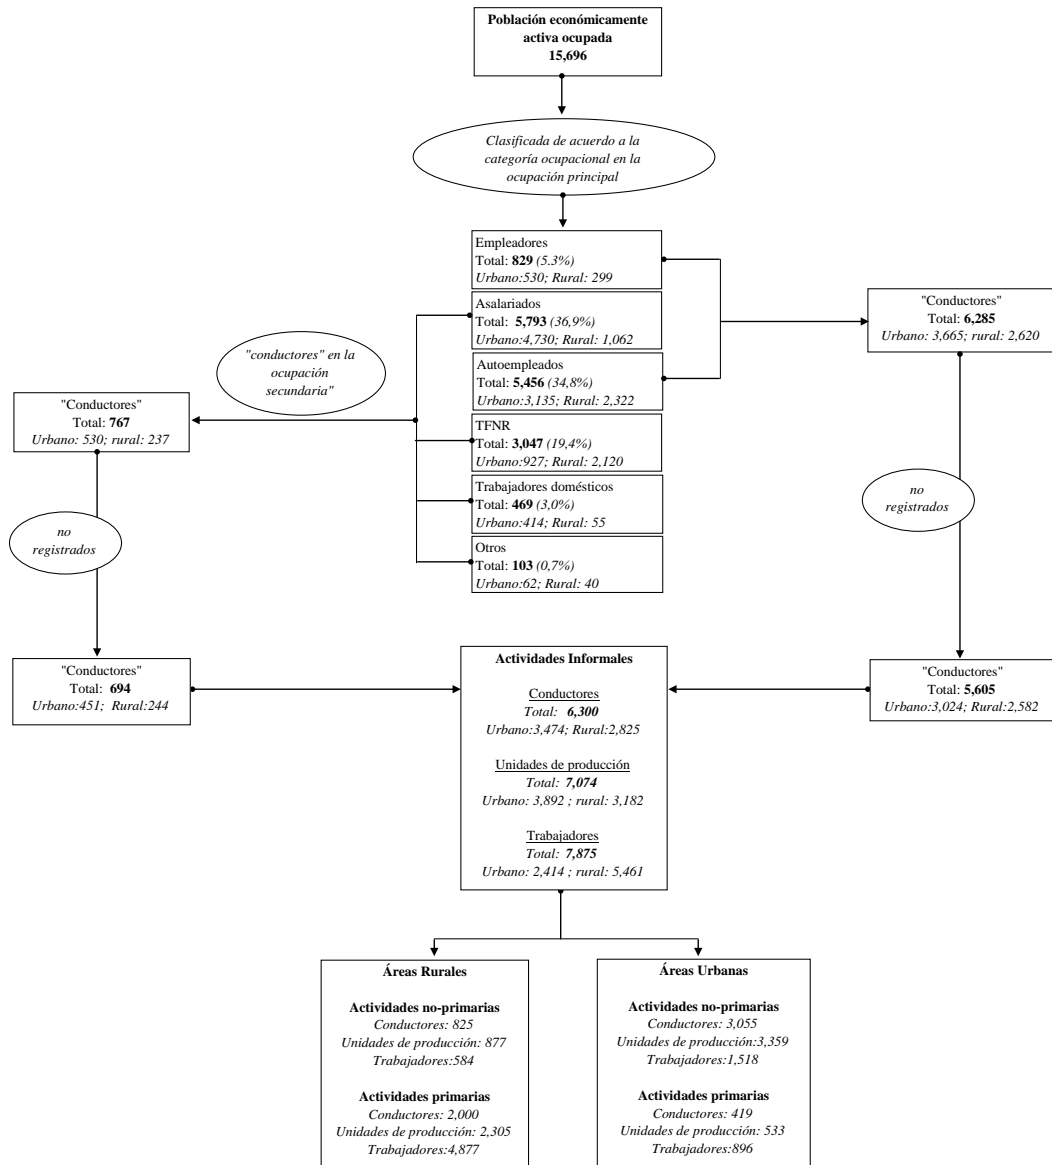 Población económicamente
activa ocupada
15,696
Clasificada de acuerdo a la
categoría ocupacional en la
ocupación principal
Empleadores
Total: 829 (5.3%)
Urbano:530; Rural: 299
Asalariados
Total: 5,793 (36,9%)
Urbano:4,730; Rural: 1,062
Autoempleados
Total: 5,456 (34,8%)
Urbano:3,135; Rural: 2,322
TFNR
Total: 3,047 (19,4%)
Urbano:927; Rural: 2,120
Trabajadores domésticos
Total: 469 (3,0%)
Urbano:414; Rural: 55
Otros
Total: 103 (0,7%)
Urbano:62; Rural: 40
"Conductores"
Total: 6,285
Urbano: 3,665; rural: 2,620
"conductores" en la
ocupación
secundaria"
"Conductores"
Total: 767
Urbano: 530; rural: 237
no
registrados
no
registrados
"Conductores"
Total: 694
Urbano:451; Rural:244
"Conductores"
Total: 5,605
Urbano:3,024; Rural:2,582
Actividades Informales
Conductores
Total: 6,300
Urbano:3,474; Rural:2,825
Unidades de producción
Total: 7,074
Urbano: 3,892 ; rural: 3,182
Trabajadores
Total: 7,875
Urbano: 2,414 ; rural: 5,461
Áreas Rurales
Actividades no-primarias
Conductores: 825
Unidades de producción: 877
Trabajadores:584
Actividades primarias
Conductores: 2,000
Unidades de producción: 2,305
Trabajadores:4,877
Áreas Urbanas
Actividades no-primarias
Conductores: 3,055
Unidades de producción:3,359
Trabajadores:1,518
Actividades primarias
Conductores: 419
Unidades de producción: 533
Trabajadores:896